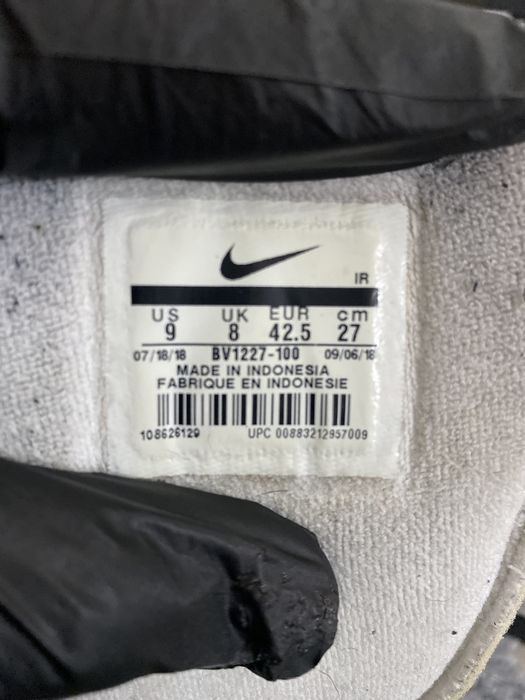 IR
US UK EUR cm
9 8 42.5 27
07/18/18 BV1227-100 09/06/18
MADE IN INDONESIA
FABRIQUE EN INDONESIE
108626129 UPC 00883212957009